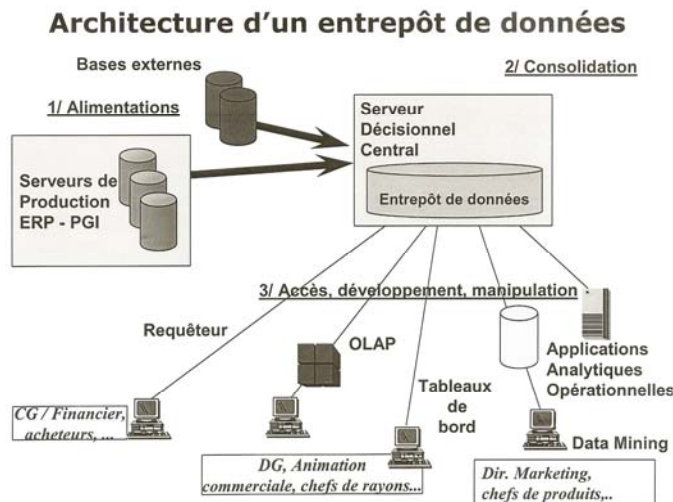 Architecture d'un entrepôt de données
Bases externes
2/ Consolidation
1/ Alimentations
Serveur
Décisionnel
Central
Serveurs de
Production
ERP - PGI
Entrepôt de données
3/ Accès, développement, manipulation
Requêteur
OLAP
Applications
Analytiques
Opérationnelles
Tableaux
de
bord
CG / Financier,
acheteurs, ...
Data Mining
DG, Animation
commerciale, chefs de rayons...
Dir. Marketing,
chefs de produits,..